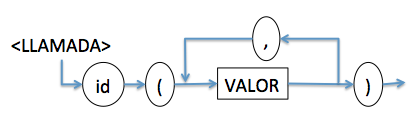 ,
<LLAMADA>
id ( VALOR )